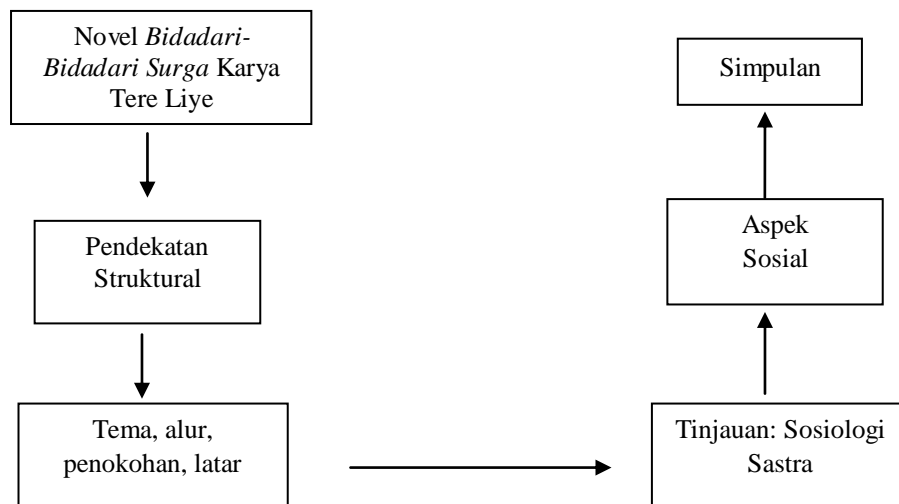 Novel Bidadari-
Bidadari Surga Karya
Tere Liye
Pendekatan
Struktural
Tema, alur,
penokohan, latar
Tinjauan: Sosiologi
Sastra
Aspek
Sosial
Simpulan